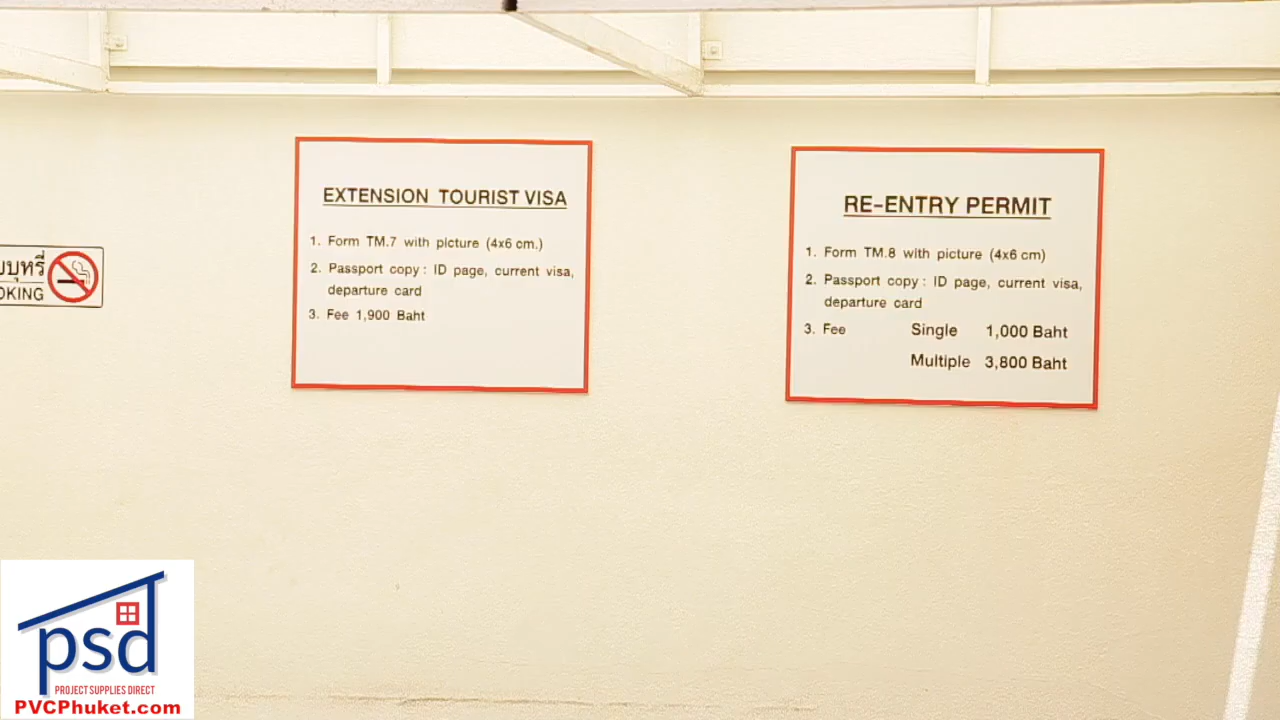 EXTENSION TOURIST VISA
1. Form TM.7 with picture (4x6 cm.)
2. Passport copy : ID page, current visa,
departure card
3. Fee 1,900 Baht
RE-ENTRY PERMIT
1. Form TM.8 with picture (4x6 cm)
2. Passport copy : ID page, current visa,
departure card
3. Fee Single 1,000 Baht
Multiple 3,800 Baht
บุหรี่
OKING
psd
PROJECT SUPPLIES DIRECT
PVCPhuket.com